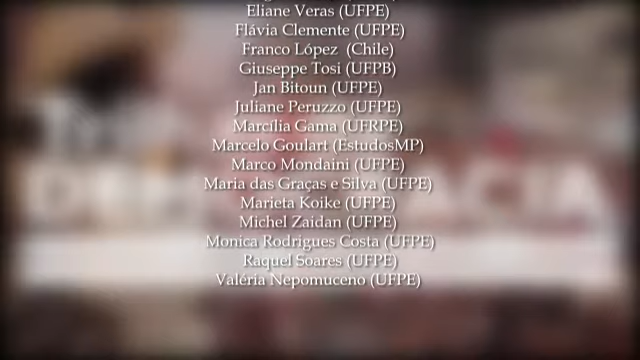 Eliane Veras (UFPE)
Flávia Clemente (UFPE)
Franco López (Chile)
Giuseppe Tosi (UFPB)
Jan Bitoun (UFPE)
Juliane Peruzzo (UFPE)
Marcília Gama (UFRPE)
Marcelo Goulart (EstudosMP)
Marco Mondaini (UFPE)
Maria das Graças e Silva (UFPE)
Marieta Koike (UFPE)
Michel Zaidan (UFPE)
Monica Rodrigues Costa (UFPE)
Raquel Soares (UFPE)
Valéria Nepomuceno (UFPE)